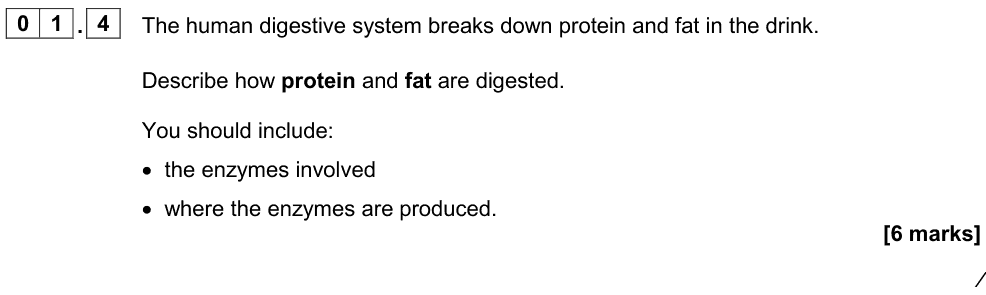 0 1 . 4 The human digestive system breaks down protein and fat in the drink.
Describe how protein and fat are digested.
You should include:
• the enzymes involved
• where the enzymes are produced.
[6 marks]